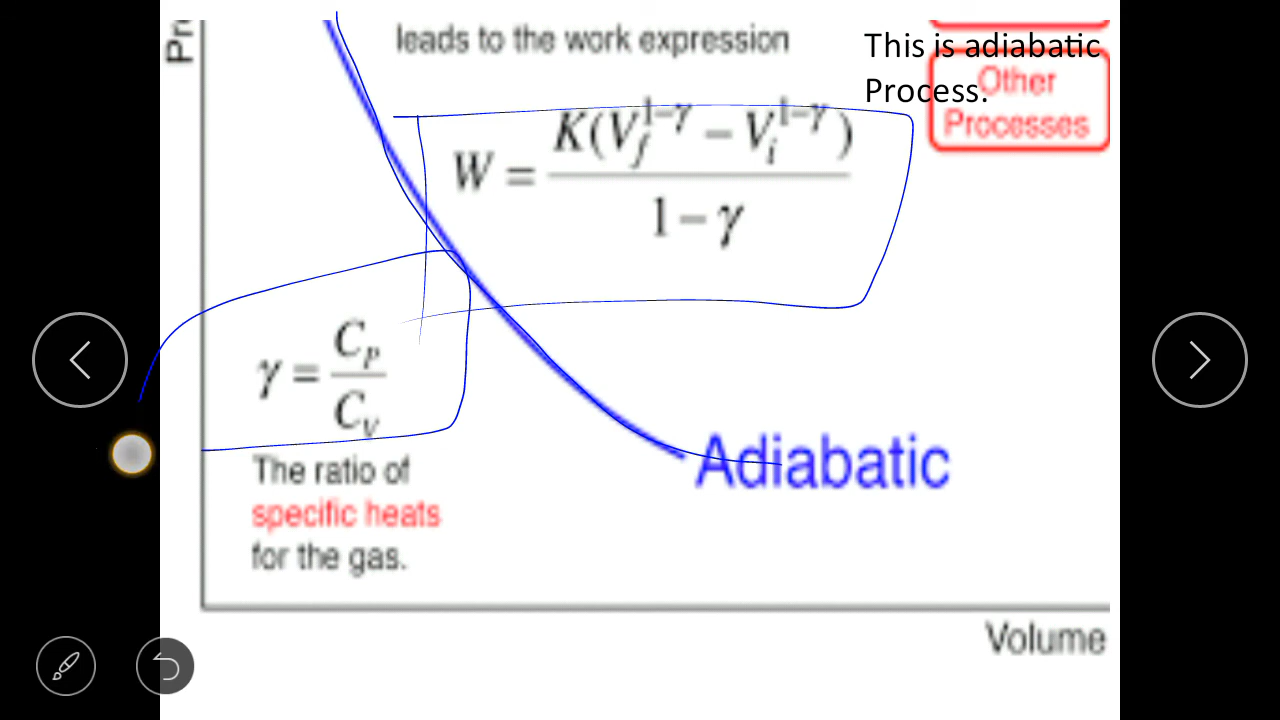 Pr
leads to the work expression
This is adiabatic
Process.
Other
Processes
W = K(V_f^{1-γ} – V_i^{1-γ}) / 1 – γ
γ = C_P / C_V
Adiabatic
The ratio of
specific heats
for the gas.
Volume